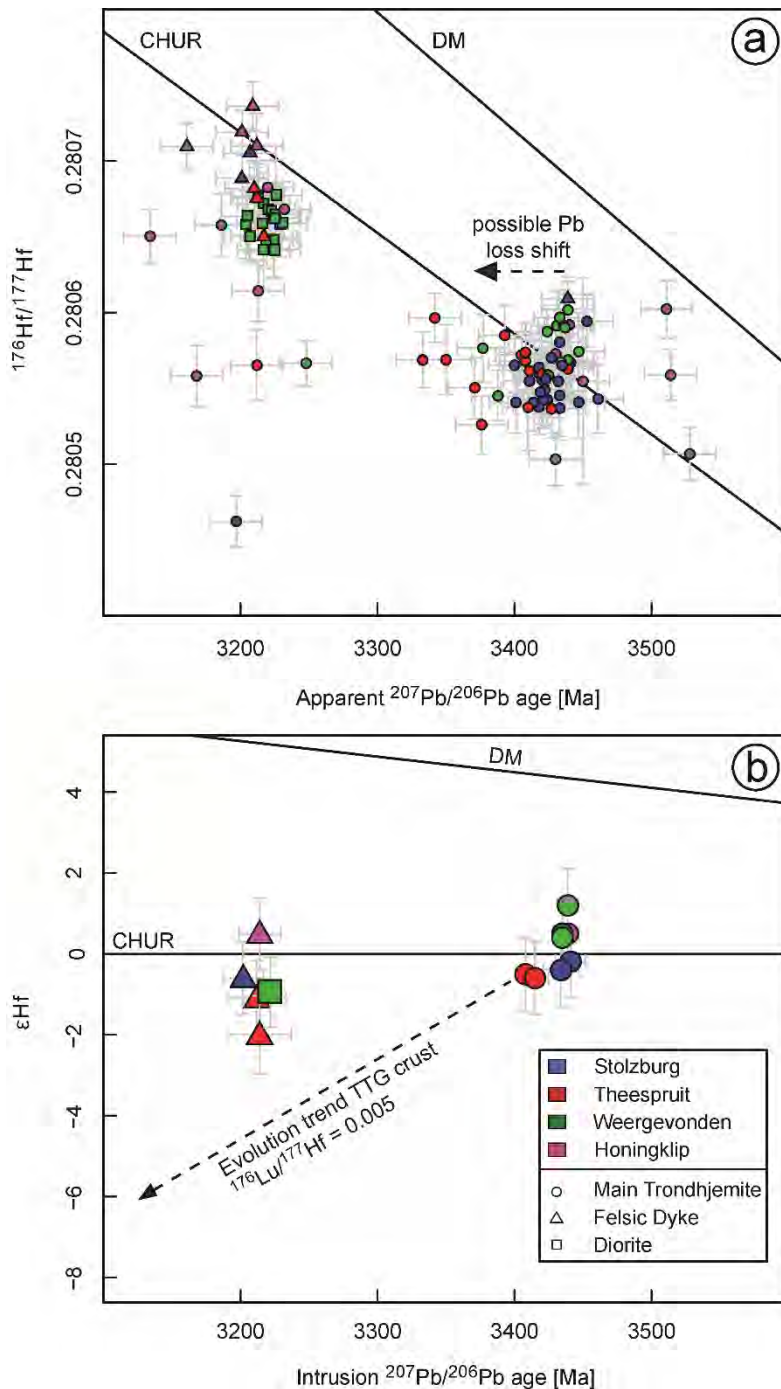 CHUR
DM
a
possible Pb
loss shift
0.2807
0.2806
0.2805
176Hf/177Hf
3200
3300
3400
3500
Apparent 207Pb/206Pb age [Ma]
DM
b
4
2
CHUR
0
−2
−4
−6
−8
εHf
Evolution trend TTG crust
176Lu/177Hf = 0.005
Stolzburg
Theespruit
Weergevonden
Honingklip
Main Trondhjemite
Felsic Dyke
Diorite
3200
3300
3400
3500
Intrusion 207Pb/206Pb age [Ma]